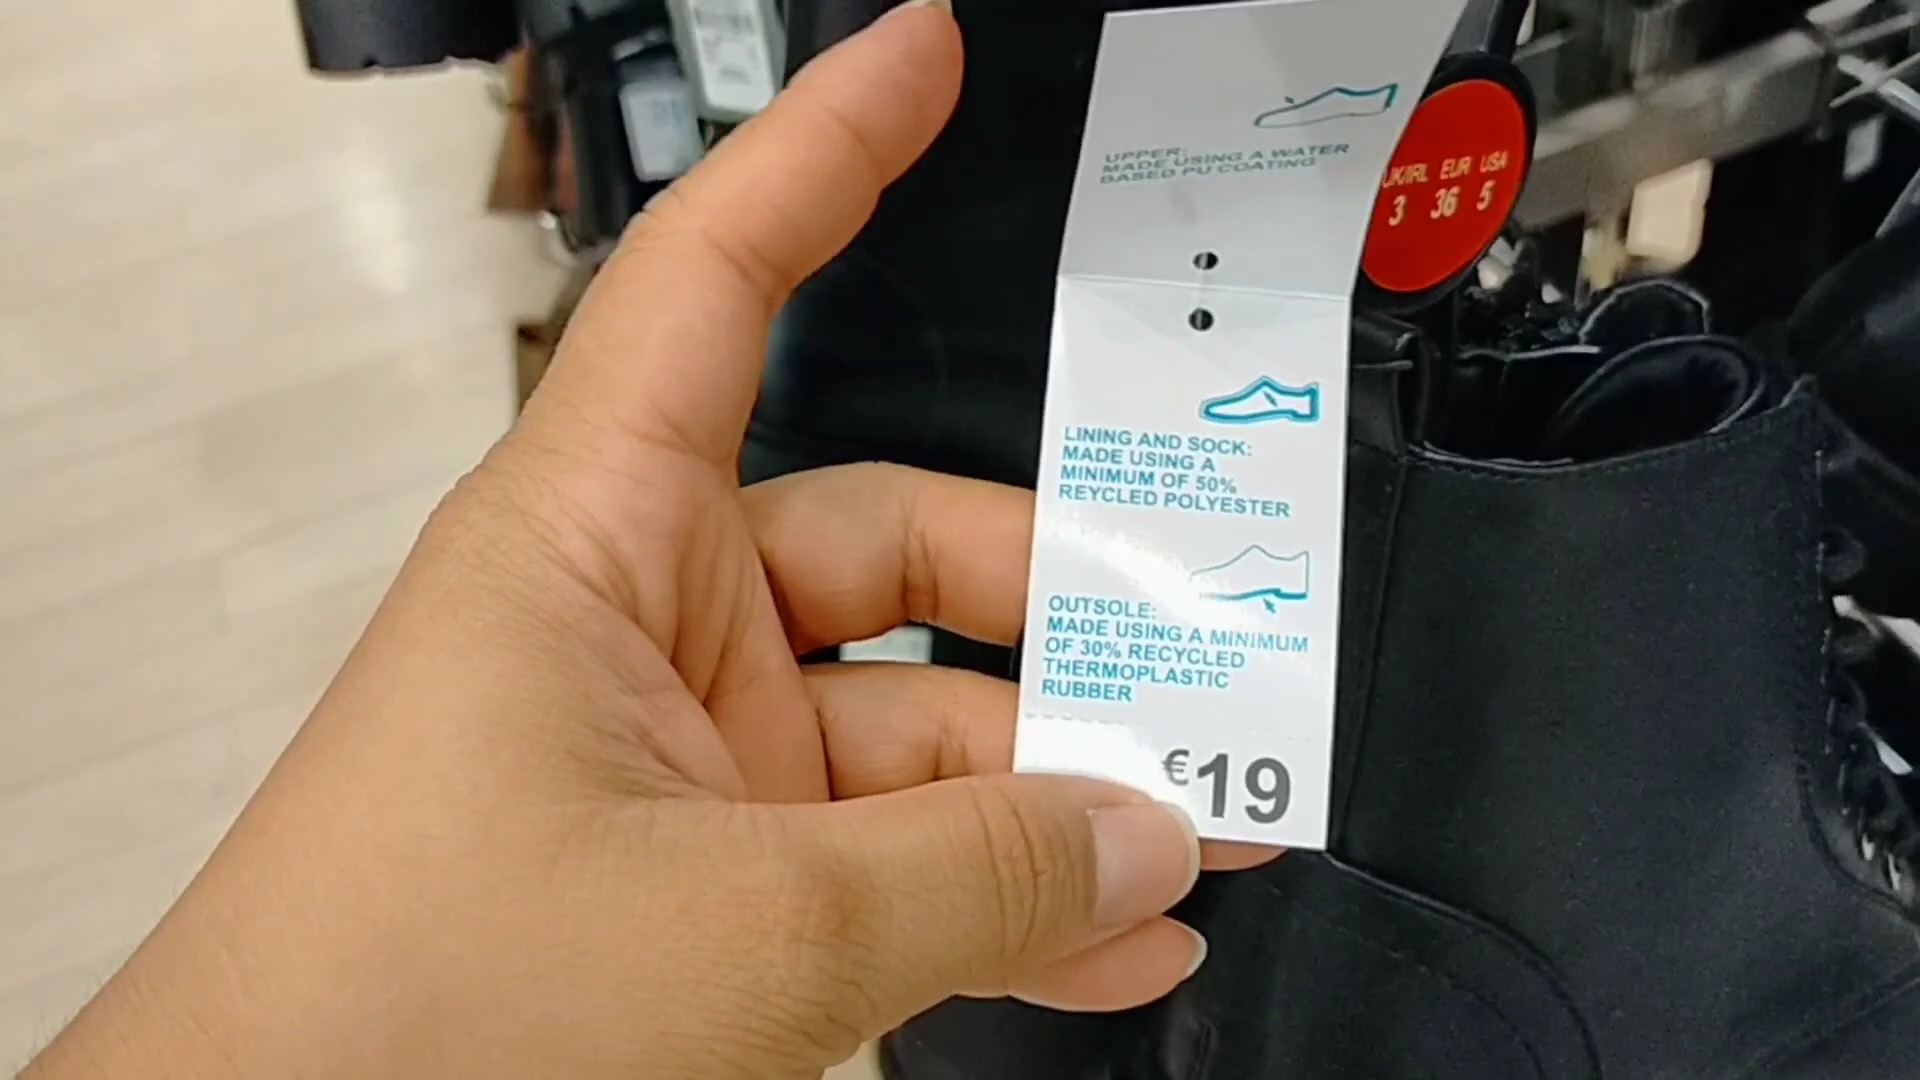 UPPER:
MADE USING A WATER
BASED PU COATING
UK/IRL EUR USA
3 36 5
LINING AND SOCK:
MADE USING A
MINIMUM OF 50%
REYCLED POLYESTER
OUTSOLE:
MADE USING A MINIMUM
OF 30% RECYCLED
THERMOPLASTIC
RUBBER
€19